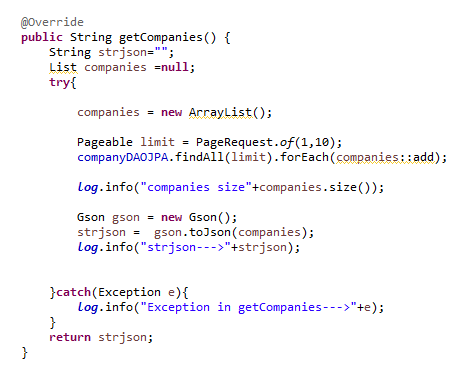 @Override
public String getCompanies() {
    String strjson="";
    List companies =null;
    try{
        companies = new ArrayList();
        Pageable limit = PageRequest.of(1,10);
        companyDAOJPA.findAll(limit).forEach(companies::add);
        log.info("companies size"+companies.size());
        Gson gson = new Gson();
        strjson =  gson.toJson(companies);
        log.info("strjson--->"+strjson);
    }catch(Exception e){
        log.info("Exception in getCompanies--->"+e);
    }
    return strjson;
}